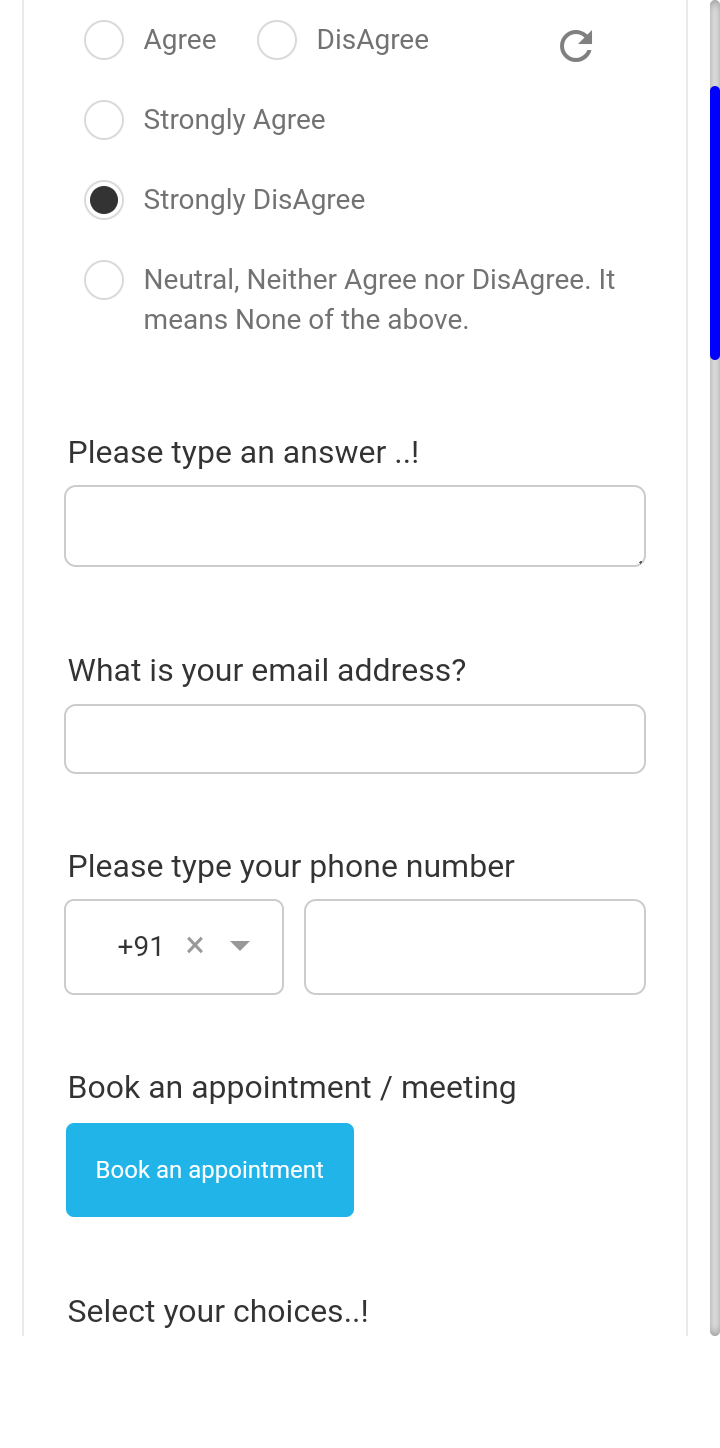 Agree DisAgree
Strongly Agree
Strongly DisAgree
Neutral, Neither Agree nor DisAgree. It
means None of the above.
Please type an answer ..!
What is your email address?
Please type your phone number
+91
Book an appointment / meeting
Book an appointment
Select your choices..!